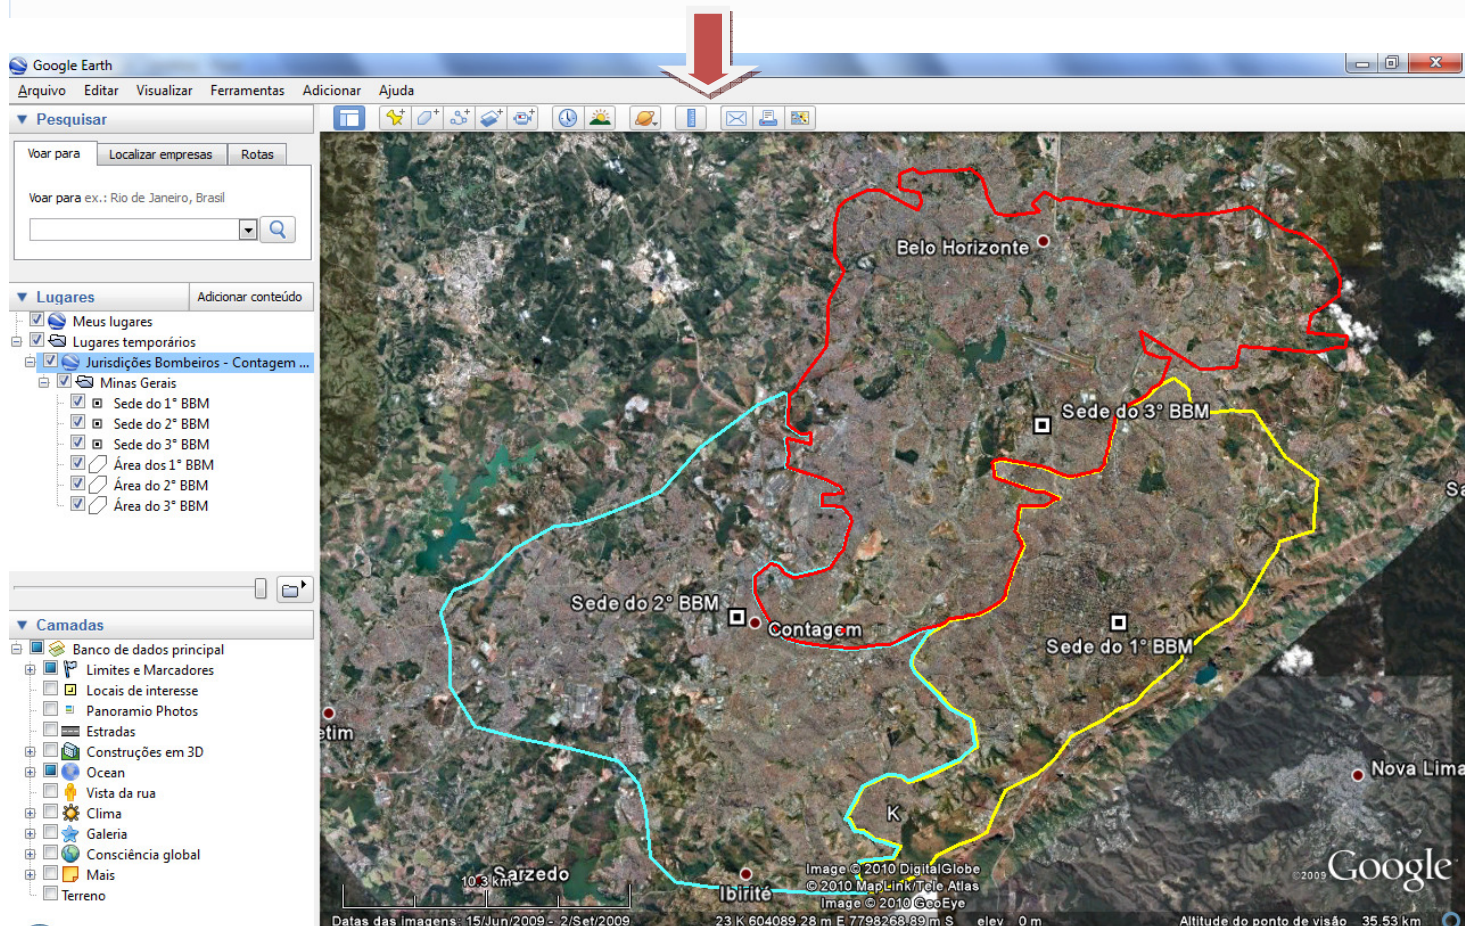 Google Earth
Arquivo Editar Visualizar Ferramentas Adicionar Ajuda
Pesquisar
Voar para Localizar empresas Rotas
Voar para ex.: Rio de Janeiro, Brasil
Lugares Adicionar conteúdo
Meus lugares
Lugares temporários
Jurisdições Bombeiros - Contagem ...
Minas Gerais
Sede do 1° BBM
Sede do 2° BBM
Sede do 3° BBM
Área dos 1° BBM
Área do 2° BBM
Área do 3° BBM
Camadas
Banco de dados principal
Limites e Marcadores
Locais de interesse
Panoramio Photos
Estradas
Construções em 3D
Ocean
Vista da rua
Clima
Galeria
Consciência global
Mais
Terreno
Belo Horizonte
Sede do 3° BBM
Sa
Sede do 2° BBM
Contagem
Sede do 1° BBM
etim
Nova Lima
K
Sarzedo
10.3 km
Ibirité
Image © 2010 DigitalGlobe
© 2010 MapLink/Tele Atlas
Image © 2010 GeoEye
©2009 Google
Datas das imagens: 15/Jun/2009 - 2/Set/2009 23 K 604089.28 m E 7798268.89 m S elev 0 m Altitude do ponto de visão 35.53 km